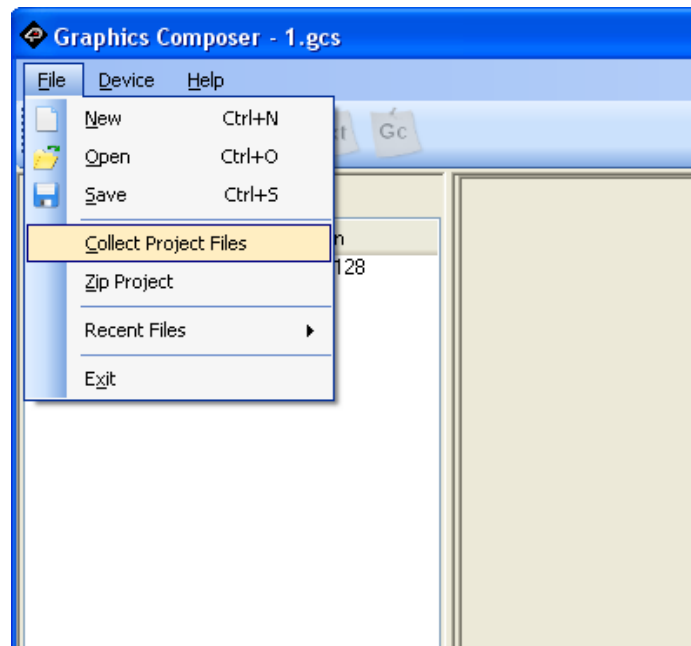 Graphics Composer - 1.gcs
File Device Help
New Ctrl+N
Gc
Open Ctrl+O
Save Ctrl+S
Collect Project Files
128
Zip Project
Recent Files
Exit